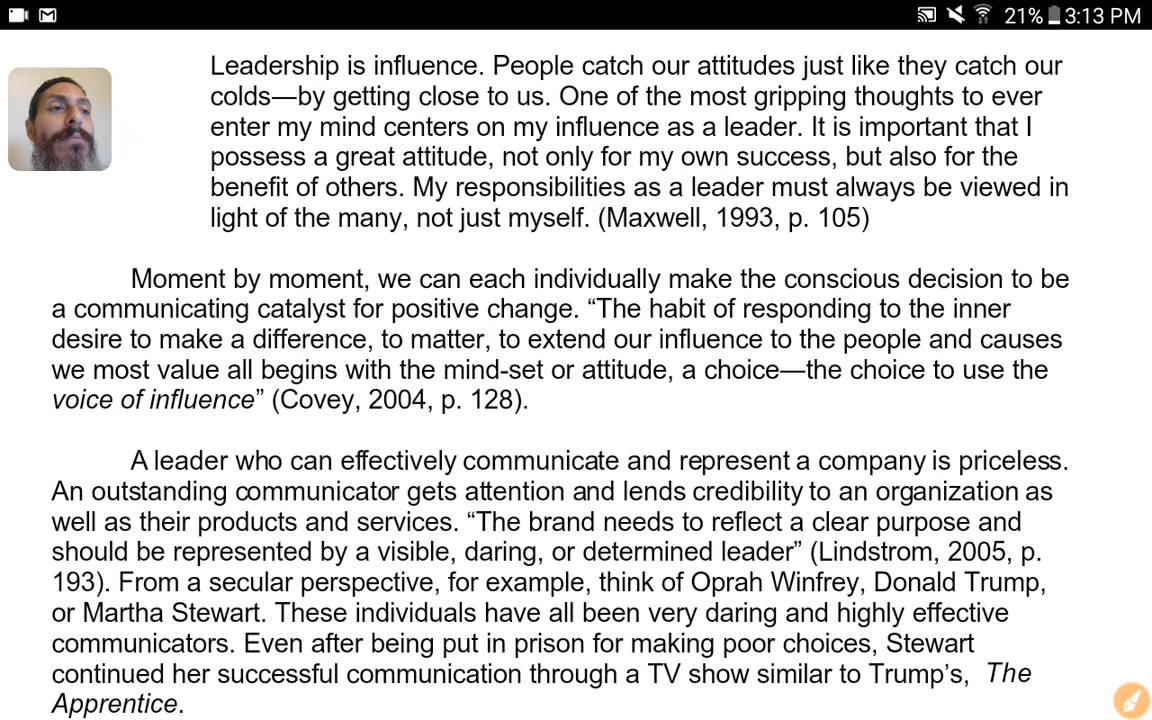 21% 3:13 PM
Leadership is influence. People catch our attitudes just like they catch our
colds—by getting close to us. One of the most gripping thoughts to ever
enter my mind centers on my influence as a leader. It is important that I
possess a great attitude, not only for my own success, but also for the
benefit of others. My responsibilities as a leader must always be viewed in
light of the many, not just myself. (Maxwell, 1993, p. 105)
Moment by moment, we can each individually make the conscious decision to be
a communicating catalyst for positive change. “The habit of responding to the inner
desire to make a difference, to matter, to extend our influence to the people and causes
we most value all begins with the mind-set or attitude, a choice—the choice to use the
voice of influence” (Covey, 2004, p. 128).
A leader who can effectively communicate and represent a company is priceless.
An outstanding communicator gets attention and lends credibility to an organization as
well as their products and services. “The brand needs to reflect a clear purpose and
should be represented by a visible, daring, or determined leader” (Lindstrom, 2005, p.
193). From a secular perspective, for example, think of Oprah Winfrey, Donald Trump,
or Martha Stewart. These individuals have all been very daring and highly effective
communicators. Even after being put in prison for making poor choices, Stewart
continued her successful communication through a TV show similar to Trump’s, The
Apprentice.